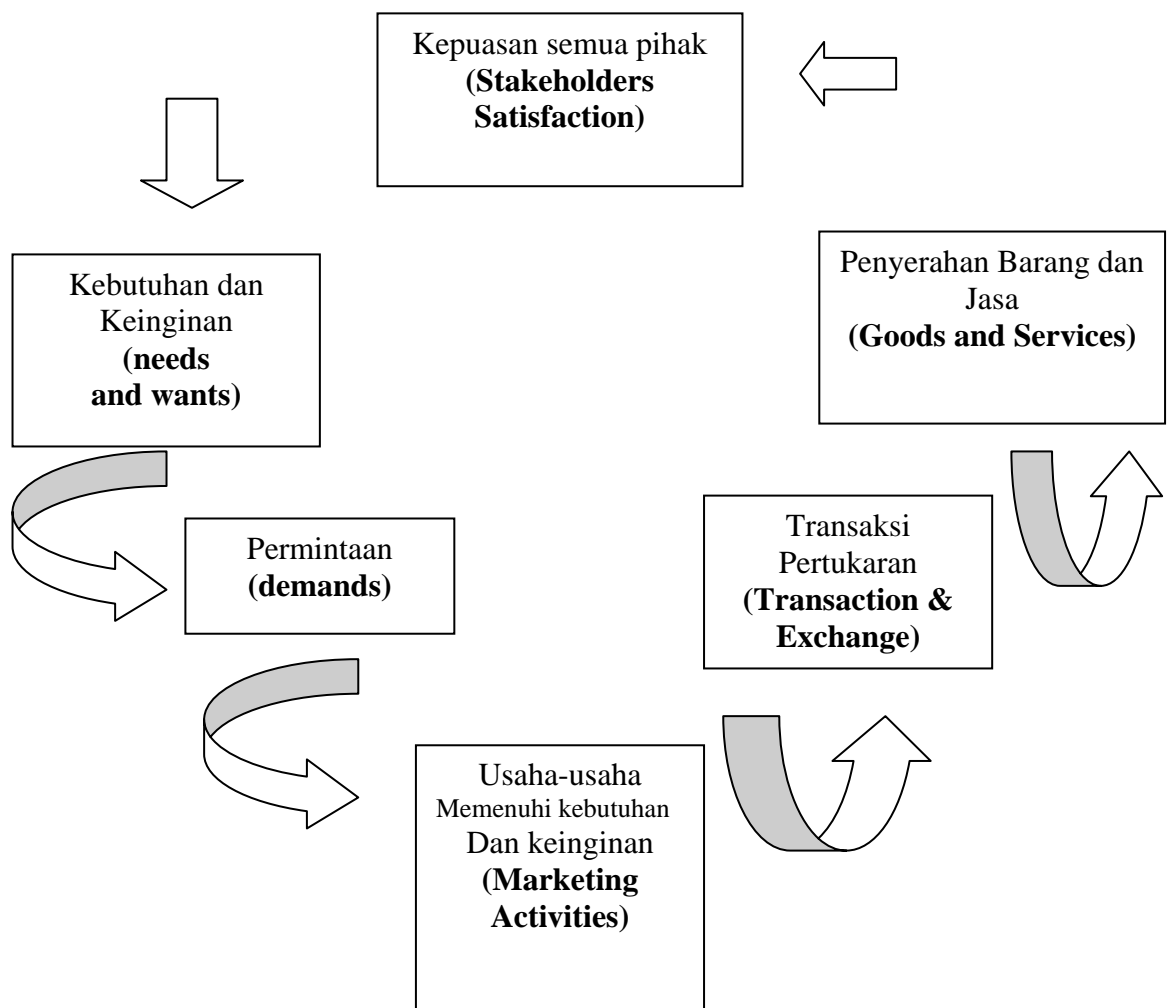 Kepuasan semua pihak
(Stakeholders
Satisfaction)
Kebutuhan dan
Keinginan
(needs
and wants)
Penyerahan Barang dan
Jasa
(Goods and Services)
Permintaan
(demands)
Transaksi
Pertukaran
(Transaction &
Exchange)
Usaha-usaha
Memenuhi kebutuhan
Dan keinginan
(Marketing
Activities)